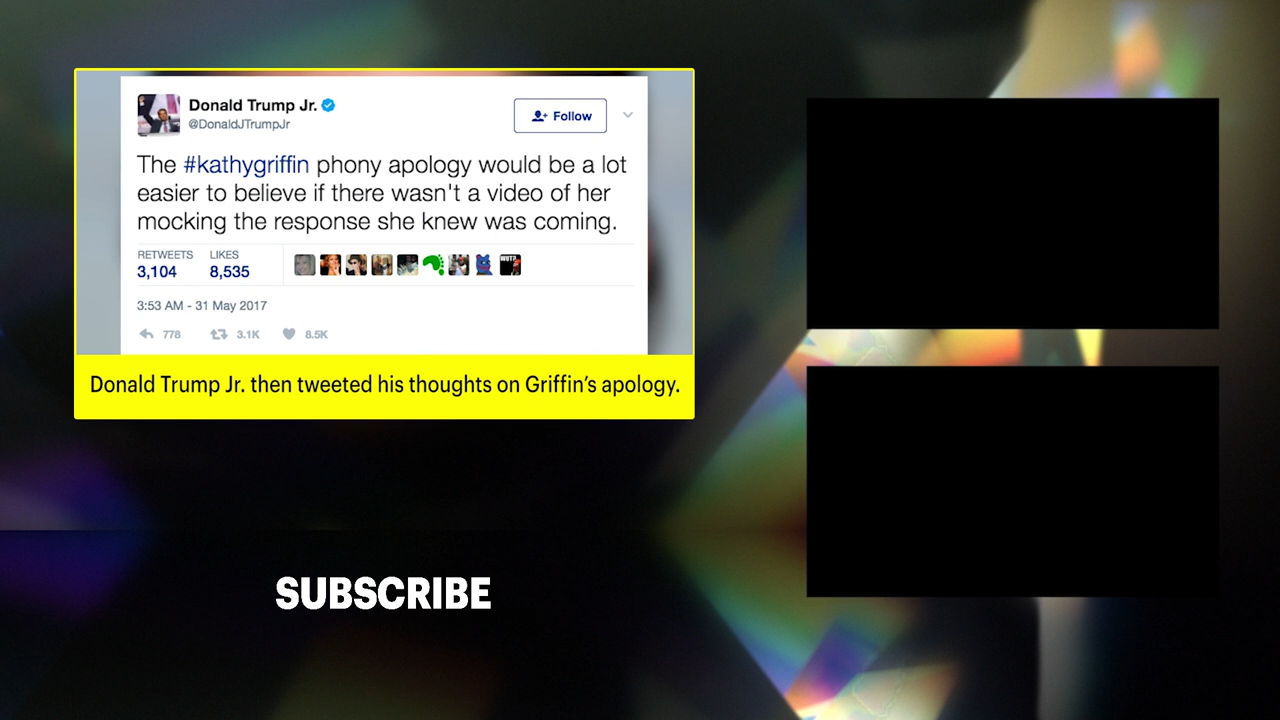 Donald Trump Jr.
@DonaldJTrumpJr
Follow
The #kathygriffin phony apology would be a lot
easier to believe if there wasn't a video of her
mocking the response she knew was coming.
RETWEETS LIKES
3,104 8,535
WUT?
3:53 AM - 31 May 2017
778 3.1K 8.5K
Donald Trump Jr. then tweeted his thoughts on Griffin's apology.
SUBSCRIBE